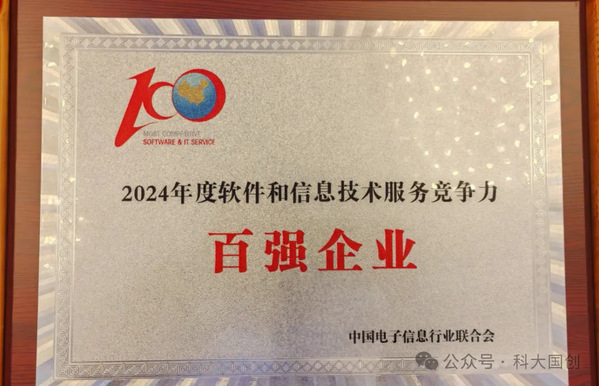 100
MOST COMPETITIVE
SOFTWARE & IT SERVICE
2024年度软件和信息技术服务竞争力
百强企业
中国电子信息行业联合会
公众号·科大国创